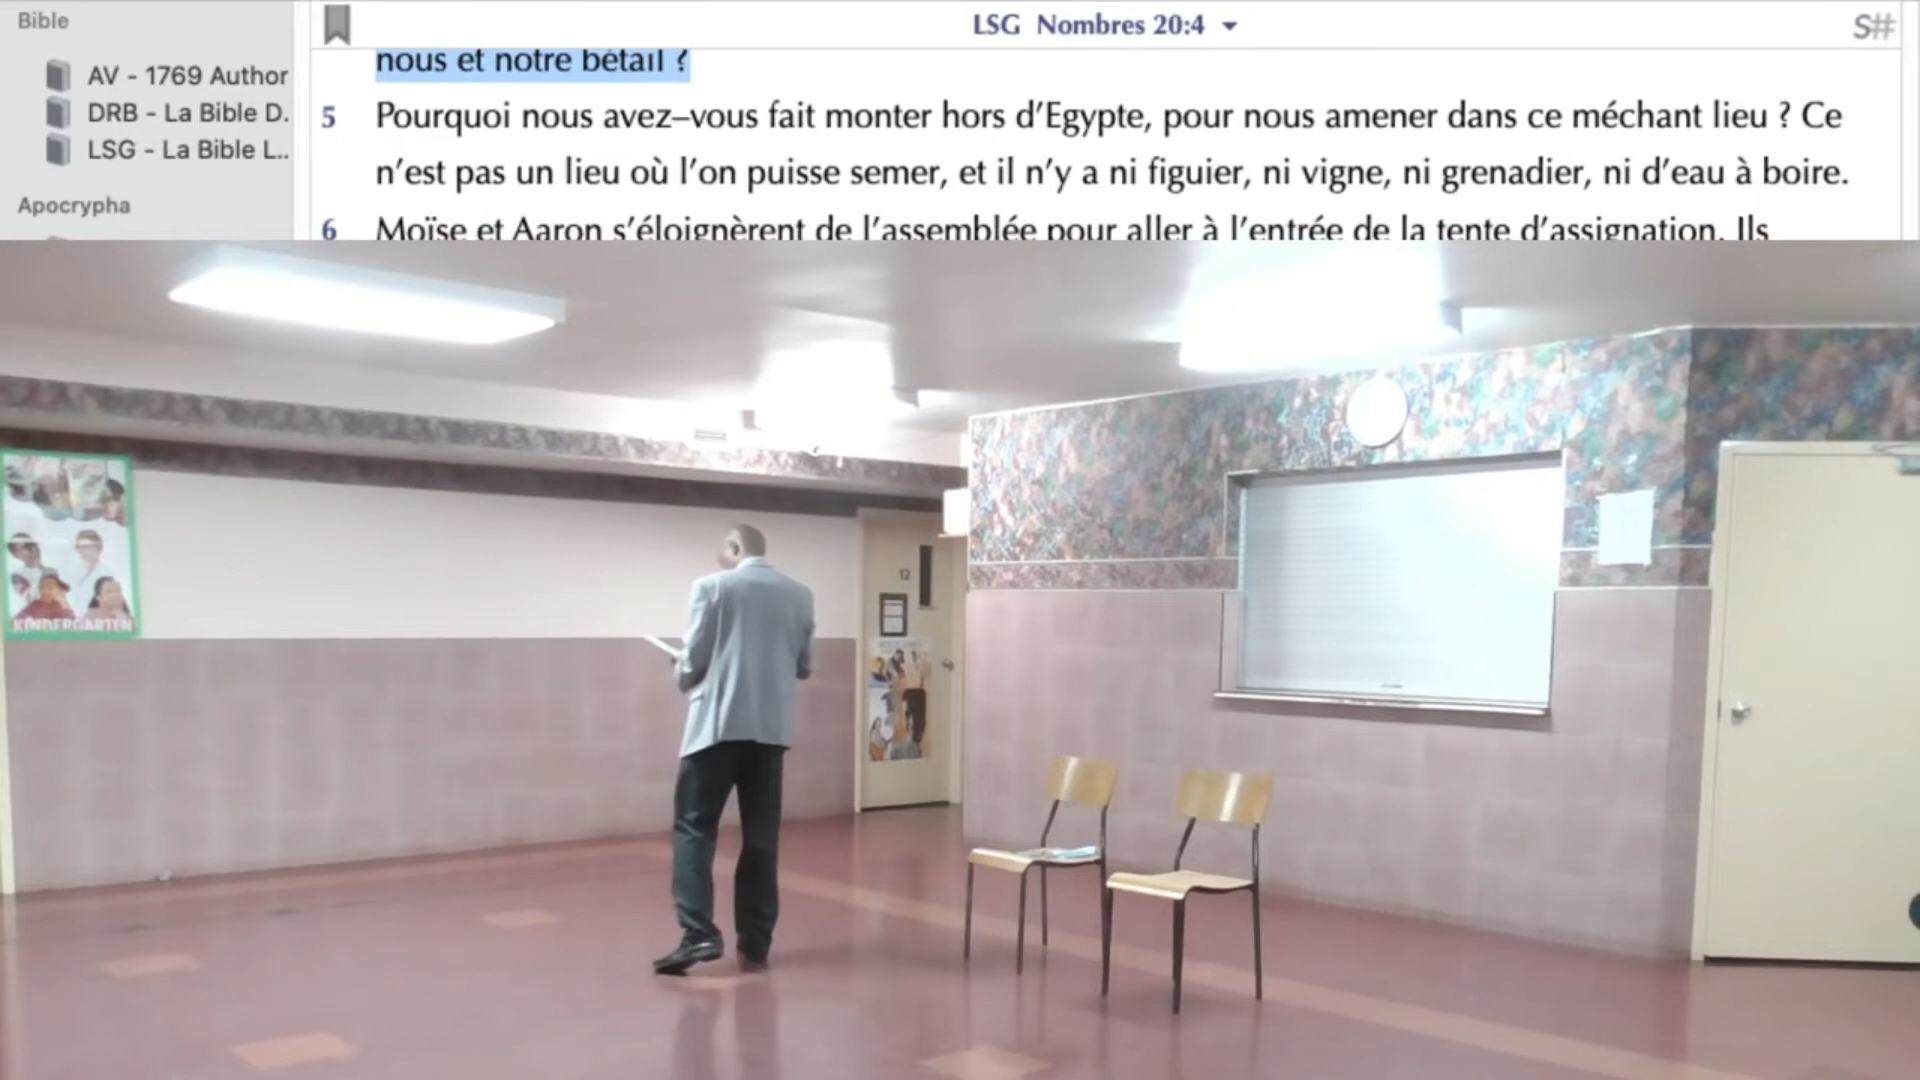 Bible
AV - 1769 Author
DRB - La Bible D.
LSG - La Bible L..
Apocrypha
LSG Nombres 20:4
S#
nous et notre bétail ?
5 Pourquoi nous avez–vous fait monter hors d’Egypte, pour nous amener dans ce méchant lieu ? Ce
n’est pas un lieu où l’on puisse semer, et il n’y a ni figuier, ni vigne, ni grenadier, ni d’eau à boire.
6 Moïse et Aaron s’éloignèrent de l’assemblée pour aller à l’entrée de la tente d’assignation. Ils
KINDERGARTEN
12